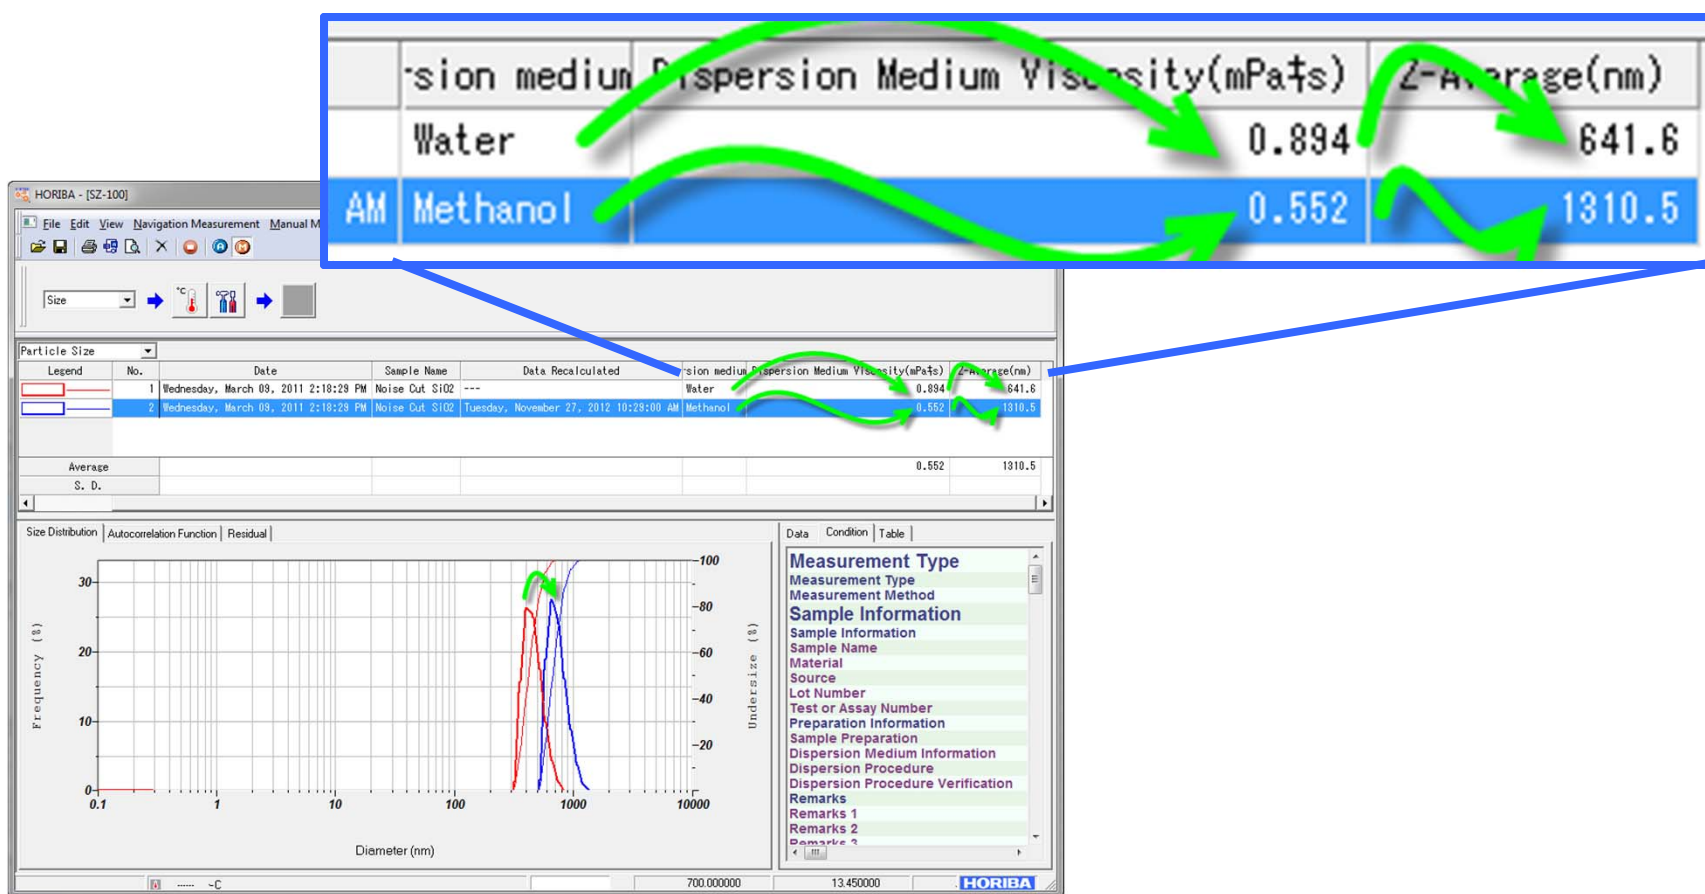 -sion medium Dispersion Medium Viscosity(mPa‡s) Z-Average(nm)
Water 0.894 641.6
AM Methanol 0.552 1310.5
HORIBA - [SZ-100]
File Edit View Navigation Measurement Manual M
Size
°C
Particle Size
Legend No. Date Sample Name Data Recalculated -sion medium Dispersion Medium Viscosity(mPa‡s) Z-Average(nm)
1 Wednesday, March 09, 2011 2:18:29 PM Noise Cut SiO2 --- Water 0.894 641.6
2 Wednesday, March 09, 2011 2:18:29 PM Noise Cut SiO2 Tuesday, November 27, 2012 10:29:00 AM Methanol 0.552 1310.5
Average 0.552 1310.5
S. D.
Size Distribution Autocorrelation Function Residual
Data Condition Table
30
20
10
0
Frequency (%)
100
80
60
40
20
Undersize (%)
0.1 1 10 100 1000 10000
Diameter (nm)
Measurement Type
Measurement Type
Measurement Method
Sample Information
Sample Information
Sample Name
Material
Source
Lot Number
Test or Assay Number
Preparation Information
Sample Preparation
Dispersion Medium Information
Dispersion Procedure
Dispersion Procedure Verification
Remarks
Remarks 1
Remarks 2
Remarks 3
----- ~C 700.000000 13.450000 HORIBA